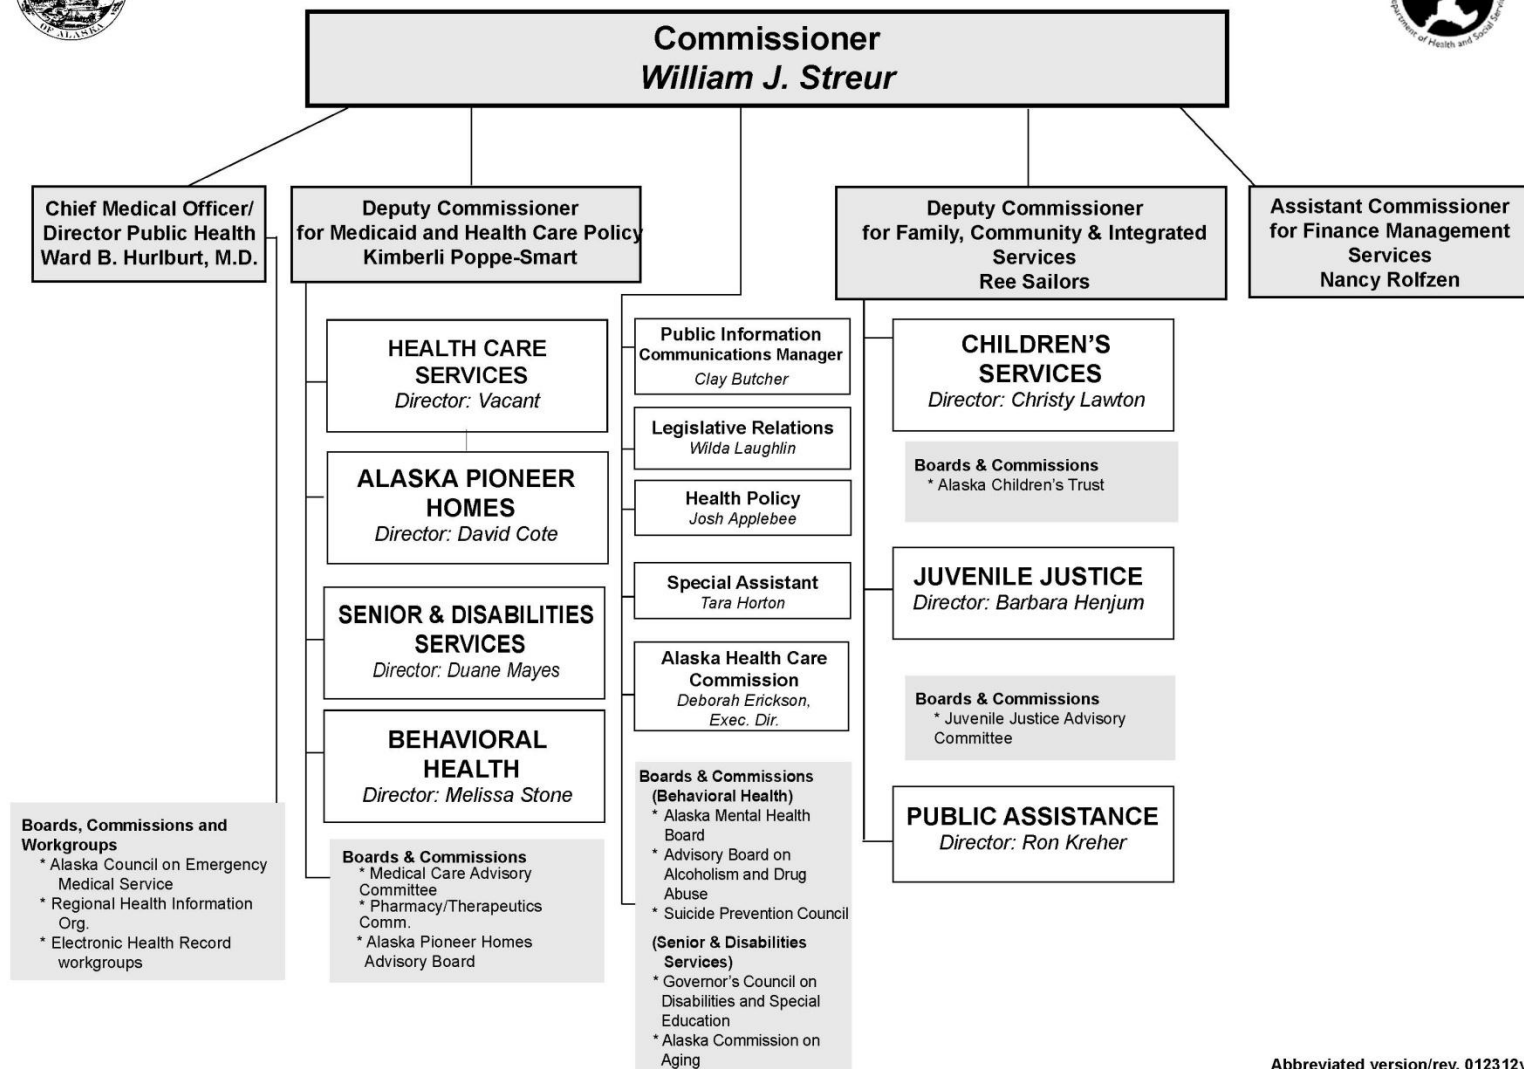 OF ALASKA
Department of Health and Social Servi
Commissioner
William J. Streur
Chief Medical Officer/
Director Public Health
Ward B. Hurlburt, M.D.
Deputy Commissioner
for Medicaid and Health Care Policy
Kimberli Poppe-Smart
Deputy Commissioner
for Family, Community & Integrated
Services
Ree Sailors
Assistant Commissioner
for Finance Management
Services
Nancy Rolfzen
HEALTH CARE
SERVICES
Director: Vacant
ALASKA PIONEER
HOMES
Director: David Cote
SENIOR & DISABILITIES
SERVICES
Director: Duane Mayes
BEHAVIORAL
HEALTH
Director: Melissa Stone
Public Information
Communications Manager
Clay Butcher
Legislative Relations
Wilda Laughlin
Health Policy
Josh Applebee
Special Assistant
Tara Horton
Alaska Health Care
Commission
Deborah Erickson,
Exec. Dir.
CHILDREN'S
SERVICES
Director: Christy Lawton
Boards & Commissions
* Alaska Children's Trust
JUVENILE JUSTICE
Director: Barbara Henjum
Boards & Commissions
* Juvenile Justice Advisory
Committee
PUBLIC ASSISTANCE
Director: Ron Kreher
Boards, Commissions and
Workgroups
* Alaska Council on Emergency
Medical Service
* Regional Health Information
Org.
* Electronic Health Record
workgroups
Boards & Commissions
* Medical Care Advisory
Committee
* Pharmacy/Therapeutics
Comm.
* Alaska Pioneer Homes
Advisory Board
Boards & Commissions
(Behavioral Health)
* Alaska Mental Health
Board
* Advisory Board on
Alcoholism and Drug
Abuse
* Suicide Prevention Council
(Senior & Disabilities
Services)
* Governor's Council on
Disabilities and Special
Education
* Alaska Commission on
Aging
Abbreviated version/rev. 012312v